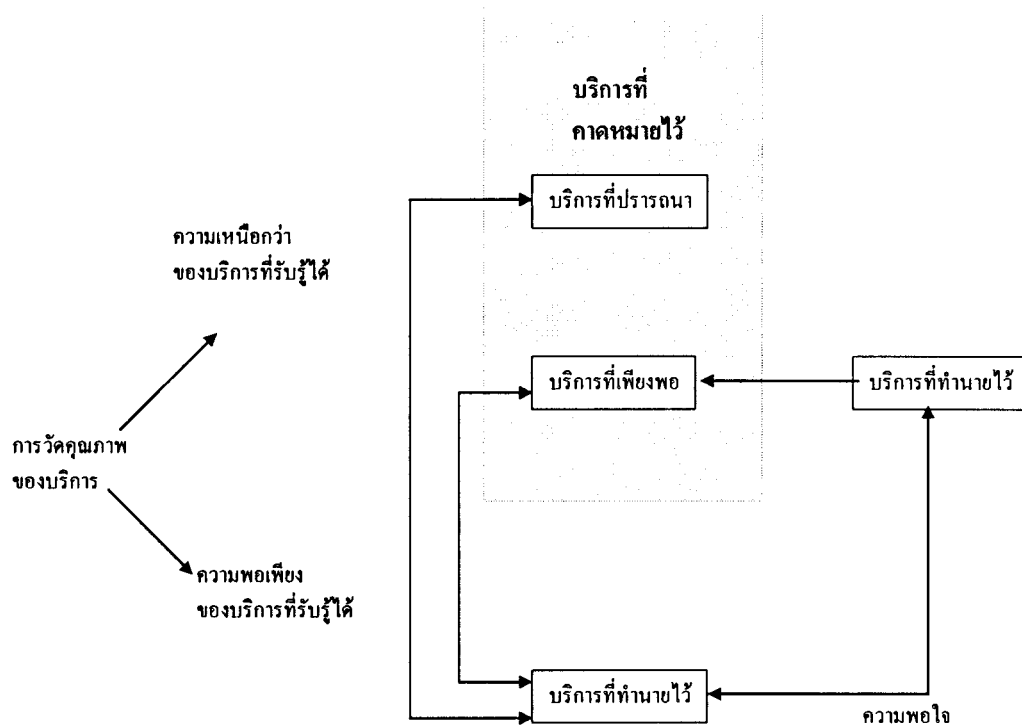 บริการที่
คาดหมายไว้
บริการที่ปรารถนา
ความเหนือกว่า
ของบริการที่รับรู้ได้
บริการที่เพียงพอ
บริการที่ทำนายไว้
การวัดคุณภาพ
ของบริการ
ความพอเพียง
ของบริการที่รับรู้ได้
บริการที่ทำนายไว้
ความพอใจ